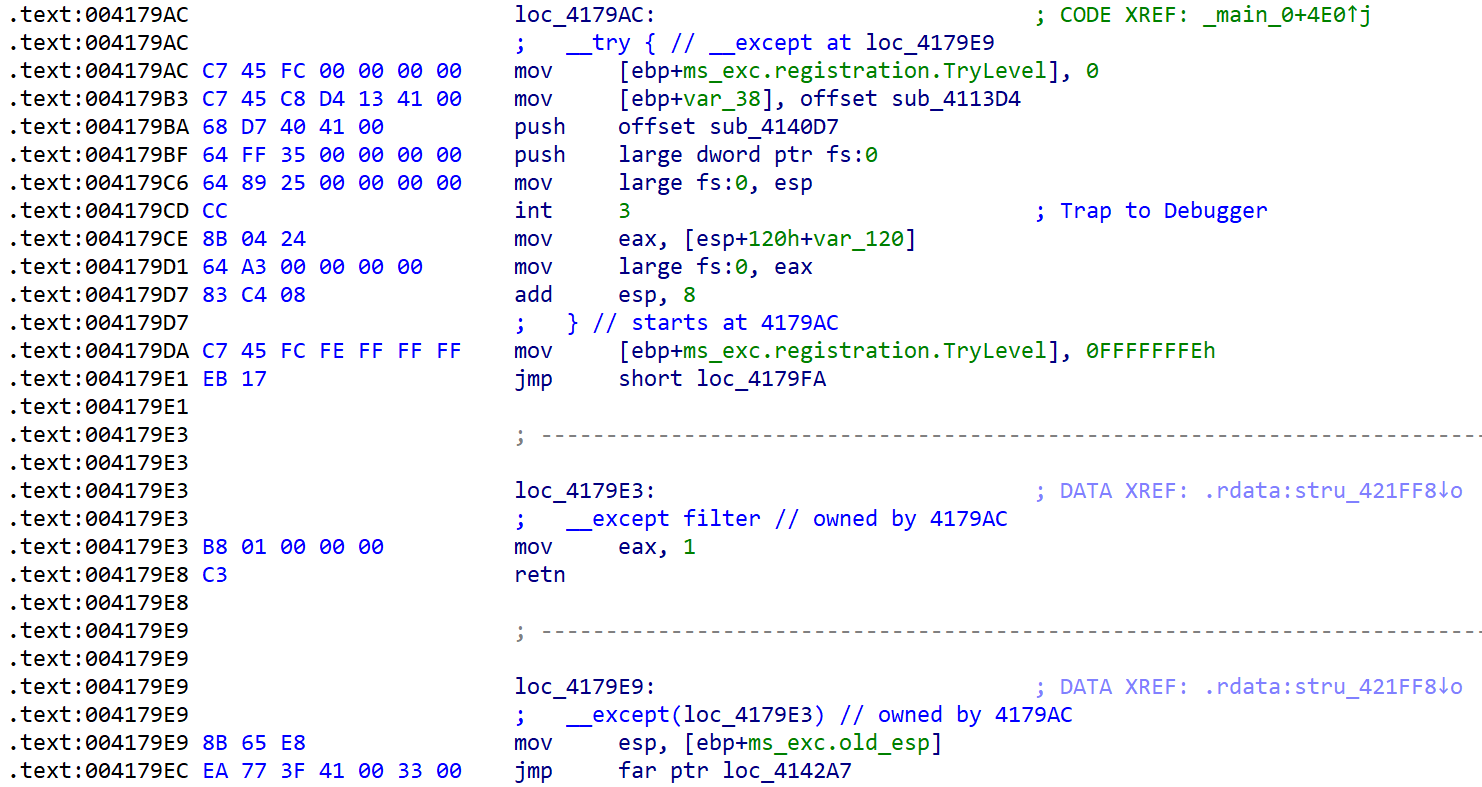 .text:004179AC loc_4179AC: ; CODE XREF: _main_0+4E0↑j
.text:004179AC ; __try { // __except at loc_4179E9
.text:004179AC C7 45 FC 00 00 00 00 mov [ebp+ms_exc.registration.TryLevel], 0
.text:004179B3 C7 45 C8 D4 13 41 00 mov [ebp+var_38], offset sub_4113D4
.text:004179BA 68 D7 40 41 00 push offset sub_4140D7
.text:004179BF 64 FF 35 00 00 00 00 push large dword ptr fs:0
.text:004179C6 64 89 25 00 00 00 00 mov large fs:0, esp
.text:004179CD CC int 3 ; Trap to Debugger
.text:004179CE 8B 04 24 mov eax, [esp+120h+var_120]
.text:004179D1 64 A3 00 00 00 00 mov large fs:0, eax
.text:004179D7 83 C4 08 add esp, 8
.text:004179D7 ; } // starts at 4179AC
.text:004179DA C7 45 FC FE FF FF FF mov [ebp+ms_exc.registration.TryLevel], 0FFFFFFFEh
.text:004179E1 EB 17 jmp short loc_4179FA
.text:004179E1
.text:004179E3 ; ---------------------------------------------------------------------------
.text:004179E3
.text:004179E3 loc_4179E3: ; DATA XREF: .rdata:stru_421FF8↓o
.text:004179E3 ; __except filter // owned by 4179AC
.text:004179E3 B8 01 00 00 00 mov eax, 1
.text:004179E8 C3 retn
.text:004179E8
.text:004179E9 ; ---------------------------------------------------------------------------
.text:004179E9
.text:004179E9 loc_4179E9: ; DATA XREF: .rdata:stru_421FF8↓o
.text:004179E9 ; __except(loc_4179E3) // owned by 4179AC
.text:004179E9 8B 65 E8 mov esp, [ebp+ms_exc.old_esp]
.text:004179EC EA 77 3F 41 00 33 00 jmp far ptr loc_4142A7